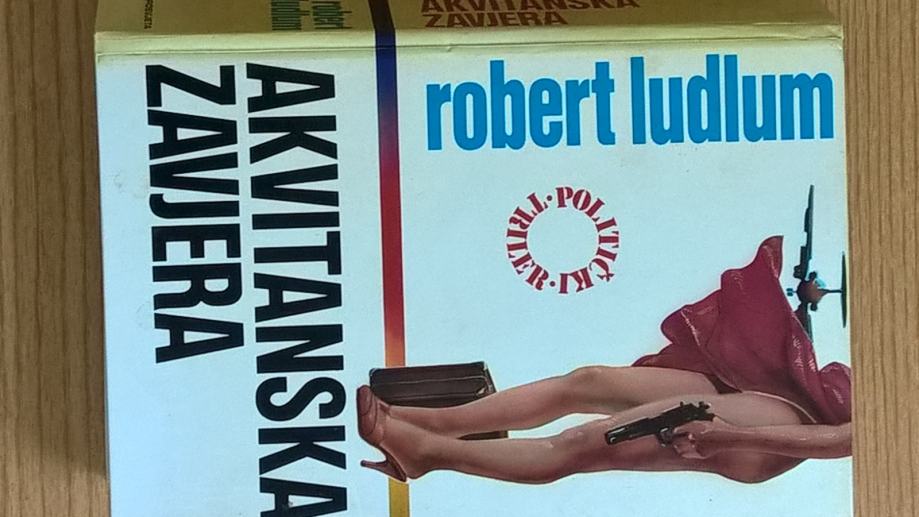 AKVITANSKA
ZAVJERA
robert
ludlum
robert ludlum
POLITIČKI · TRILER ·
AKVITANSKA
ZAVJERA